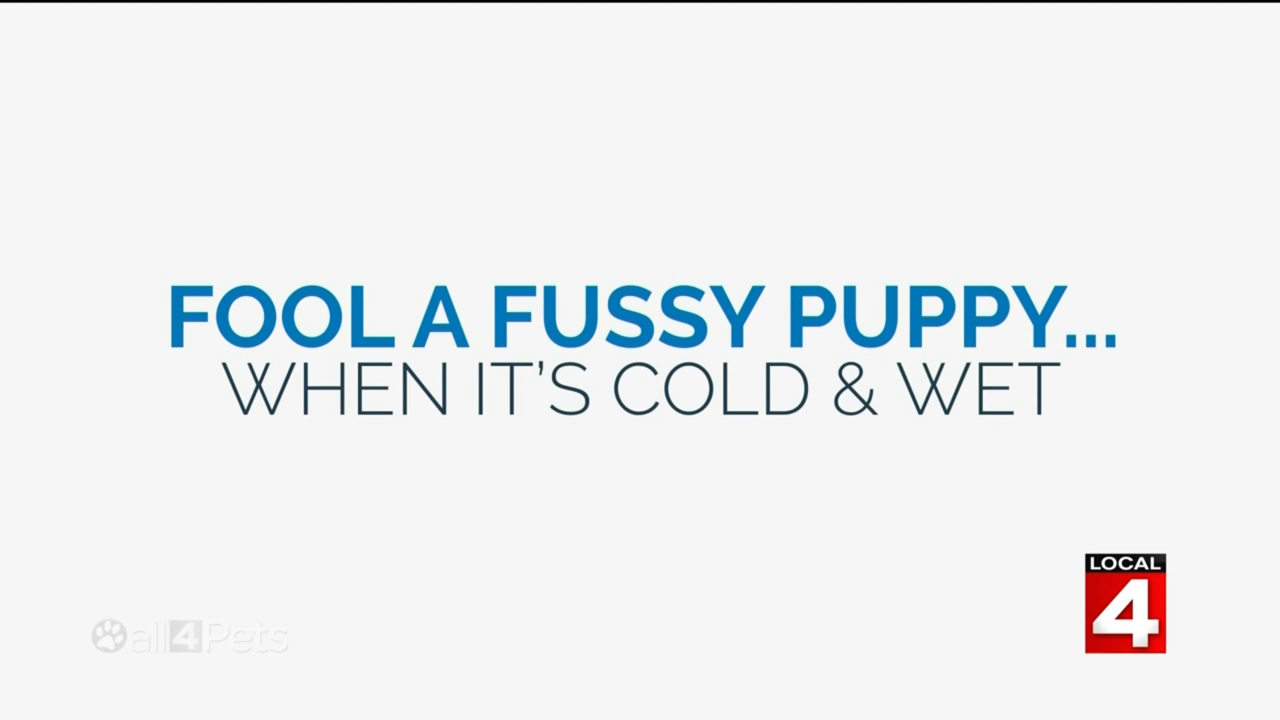 FOOL A FUSSY PUPPY...
WHEN IT'S COLD & WET
LOCAL
4
all4Pets